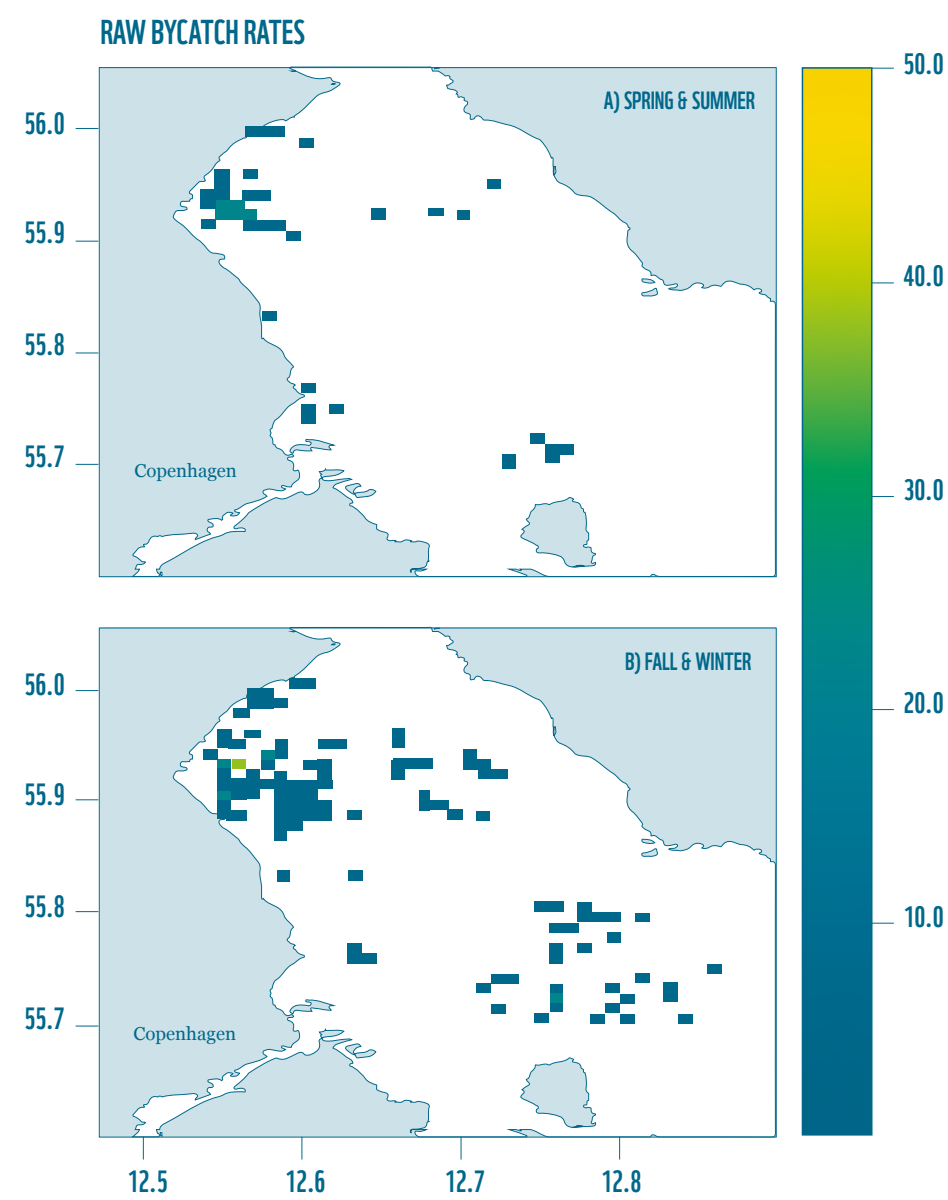 RAW BYCATCH RATES
A) SPRING & SUMMER
56.0
55.9
55.8
55.7
Copenhagen
B) FALL & WINTER
56.0
55.9
55.8
55.7
Copenhagen
12.5 12.6 12.7 12.8
50.0
40.0
30.0
20.0
10.0